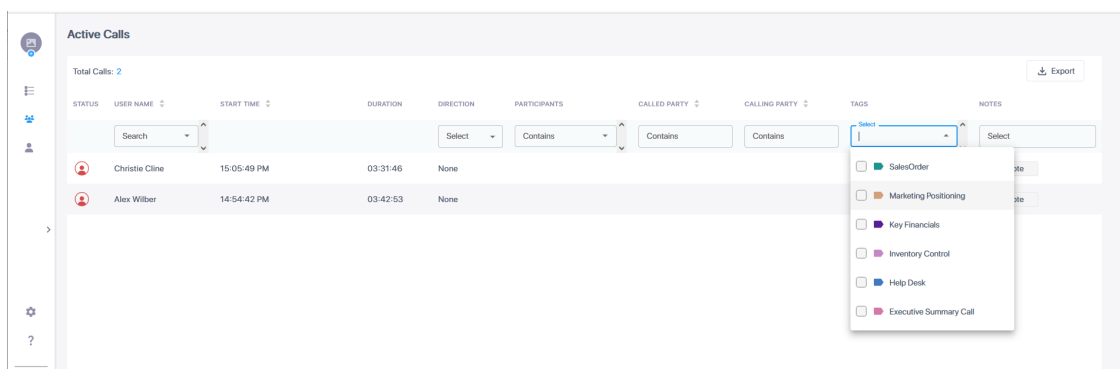 Active Calls
Total Calls: 2
Export
STATUS USER NAME START TIME DURATION DIRECTION PARTICIPANTS CALLED PARTY CALLING PARTY TAGS NOTES
Select
Search Select Contains Contains Contains Select
Christie Cline 15:05:49 PM 03:31:46 None
SalesOrder
Alex Wilber 14:54:42 PM 03:42:53 None
Marketing Positioning
Key Financials
Inventory Control
Help Desk
Executive Summary Call
?